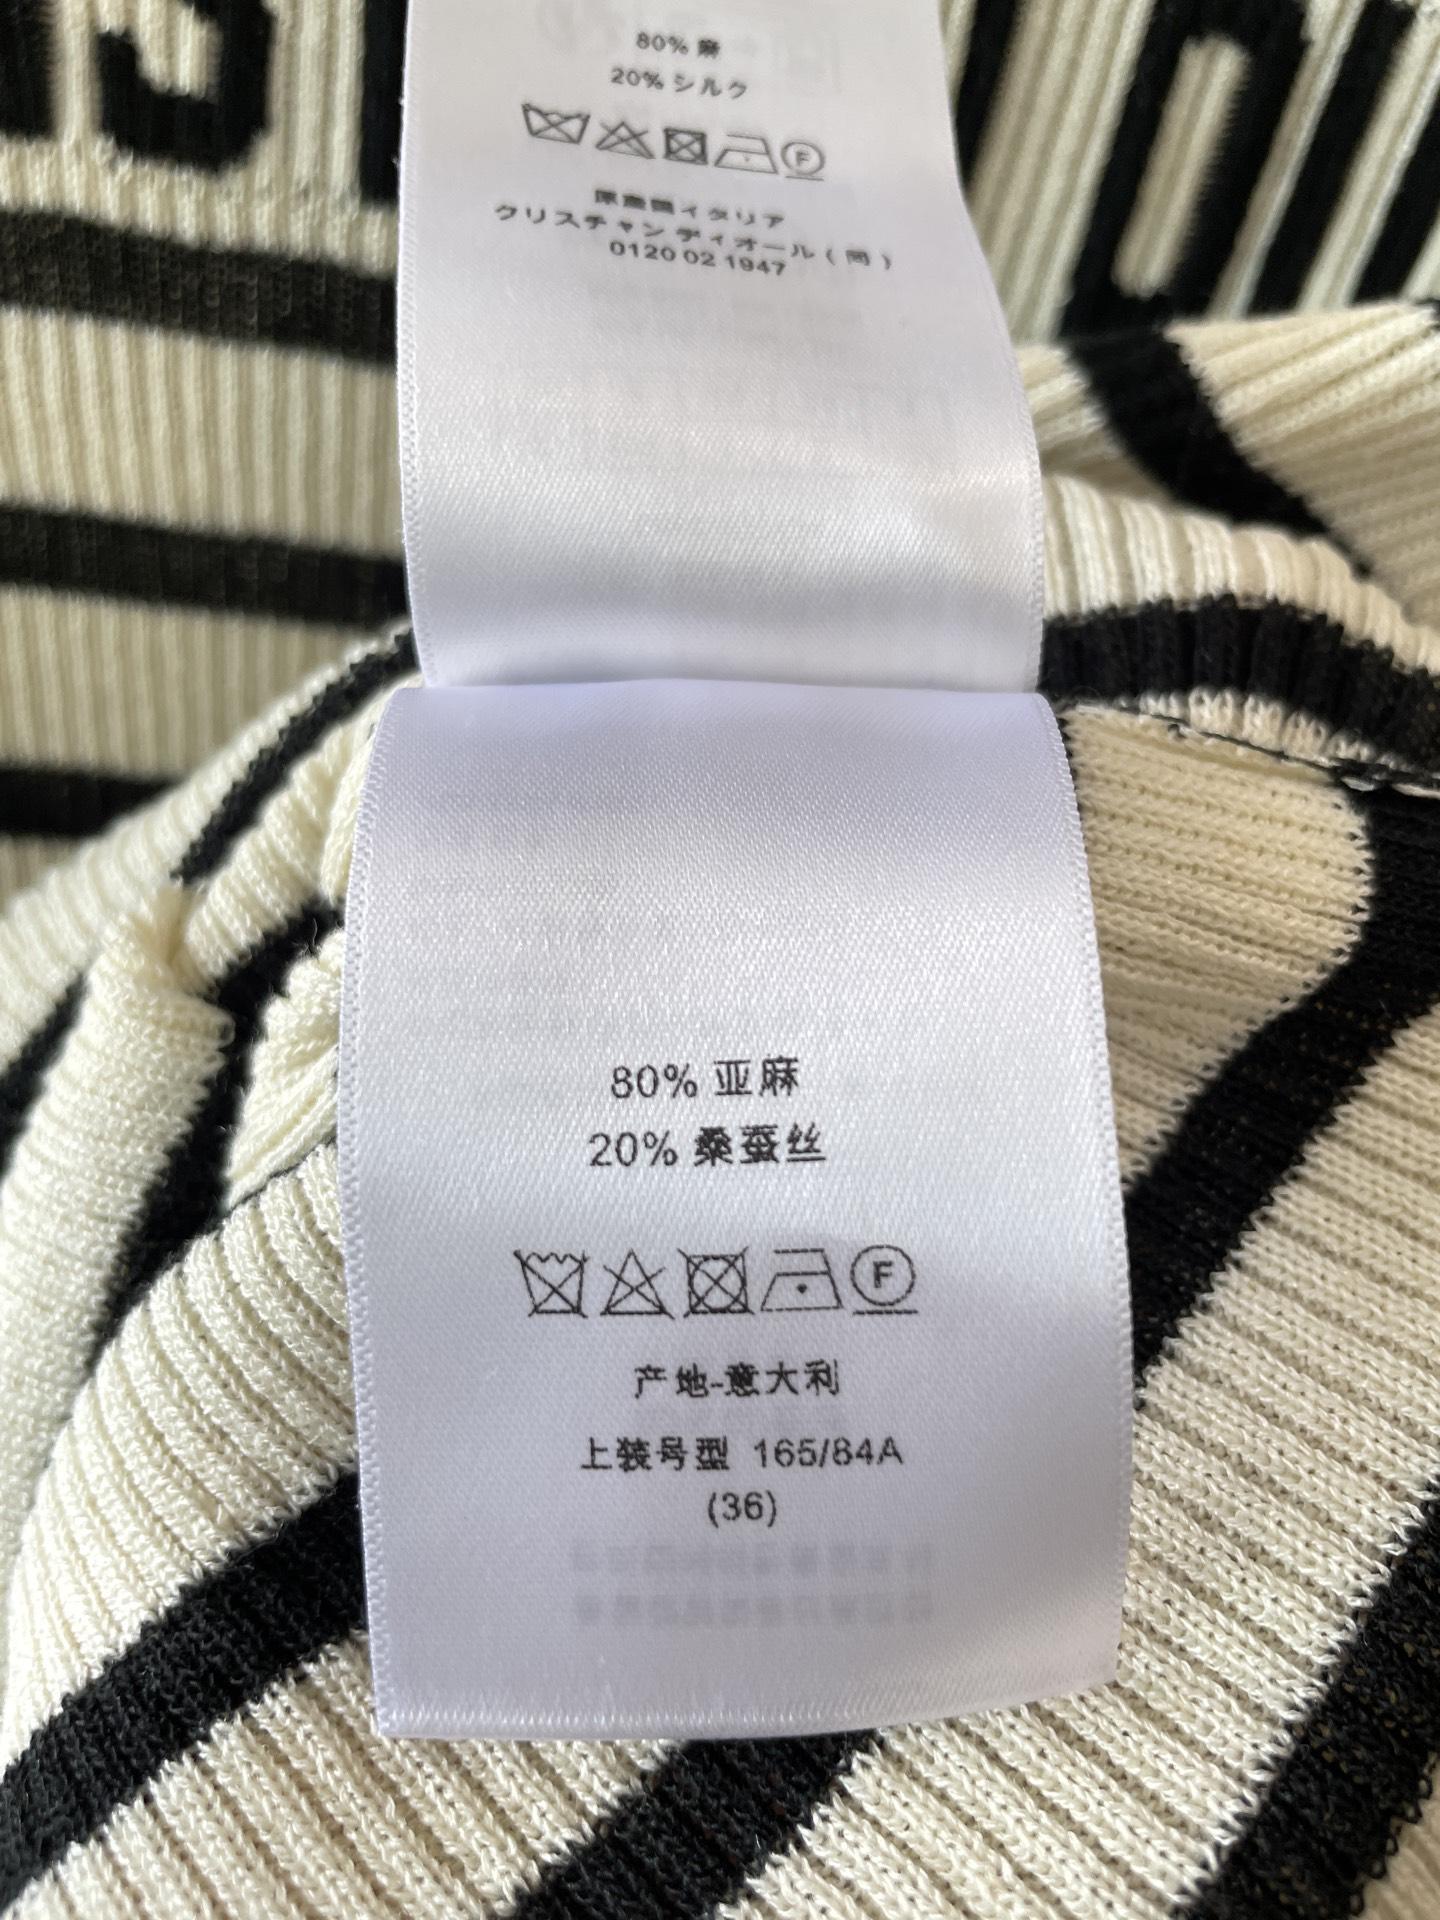 80% 麻
20% シルク
F
原産国イタリア
クリスチャン ディオール ( 同 )
0120 02 1947
80% 亚麻
20% 桑蚕丝
F
产地-意大利
上装号型 165/84A
(36)